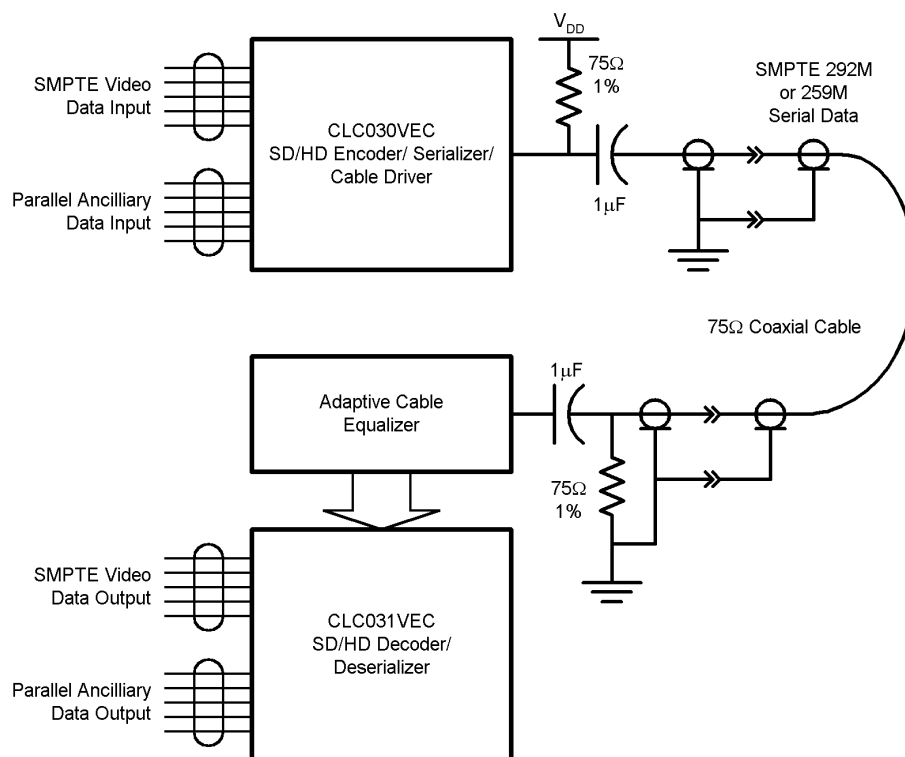 V_DD
75Ω
1%
SMPTE Video
Data Input
CLC030VEC
SD/HD Encoder/ Serializer/
Cable Driver
SMPTE 292M
or 259M
Serial Data
Parallel Ancilliary
Data Input
1μF
75Ω Coaxial Cable
1μF
Adaptive Cable
Equalizer
75Ω
1%
SMPTE Video
Data Output
CLC031VEC
SD/HD Decoder/
Deserializer
Parallel Ancilliary
Data Output